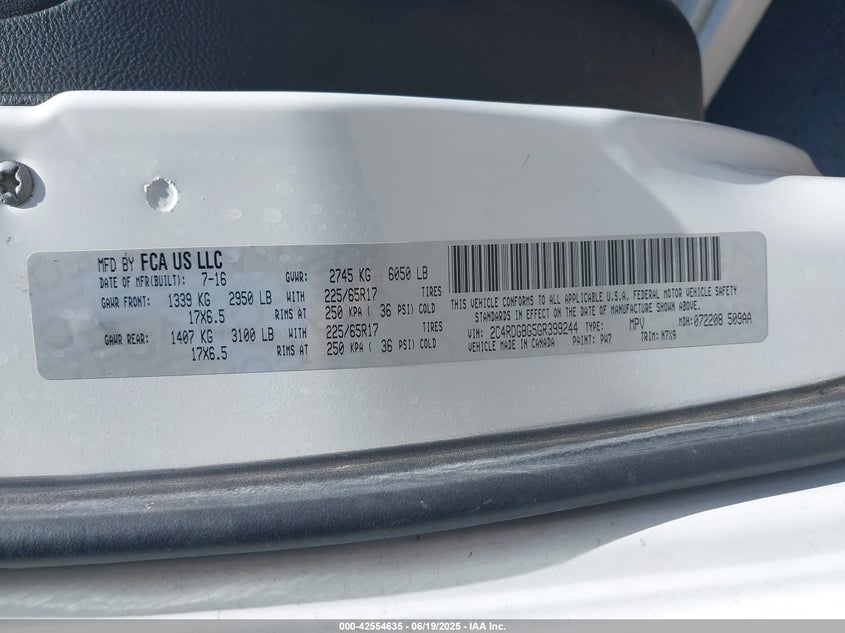 MFD BY FCA US LLC
DATE OF MFR(BUILT): 7-16 GVWR: 2745 KG 6050 LB
GAWR FRONT: 1339 KG 2950 LB WITH 225/65R17 TIRES
17X6.5 RIMS AT 250 KPA ( 36 PSI) COLD
GAWR REAR: 1407 KG 3100 LB WITH 225/65R17 TIRES
17X6.5 RIMS AT 250 KPA ( 36 PSI) COLD
THIS VEHICLE CONFORMS TO ALL APPLICABLE U.S.A. FEDERAL MOTOR VEHICLE SAFETY
STANDARDS IN EFFECT ON THE DATE OF MANUFACTURE SHOWN ABOVE.
VIN: 2C4RDGBG5GR399244 TYPE: MPV MDH: 072208 509AA
VEHICLE MADE IN CANADA PAINT: PW7 TRIM: M7X9
000-42554635 - 06/19/2025 - IAA Inc.